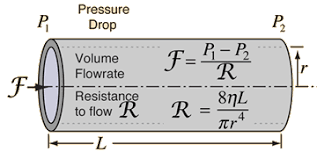 Pressure
Drop
P₁ P₂
Volume
Flowrate
ℱ = (P₁ − P₂) / ℛ
r
ℱ
Resistance
to flow ℛ
ℛ = 8ηL / πr⁴
L